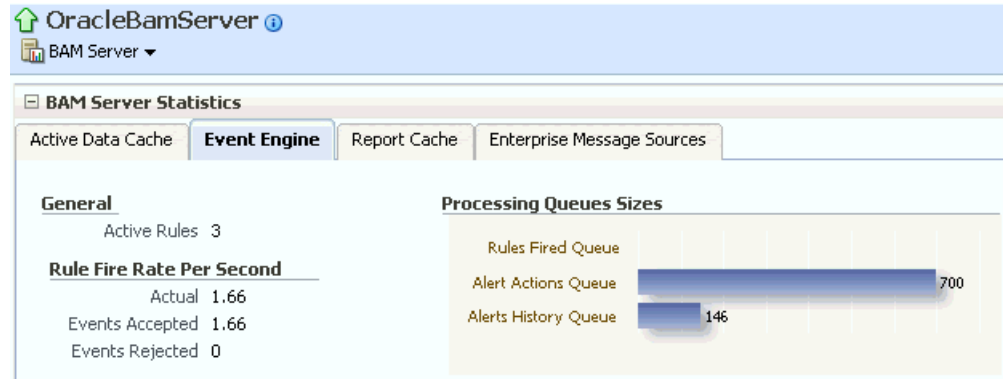 OracleBamServer
BAM Server
BAM Server Statistics
Active Data Cache
Event Engine
Report Cache
Enterprise Message Sources
General
Active Rules 3
Rule Fire Rate Per Second
Actual 1.66
Events Accepted 1.66
Events Rejected 0
Processing Queues Sizes
Rules Fired Queue
Alert Actions Queue 700
Alerts History Queue 146